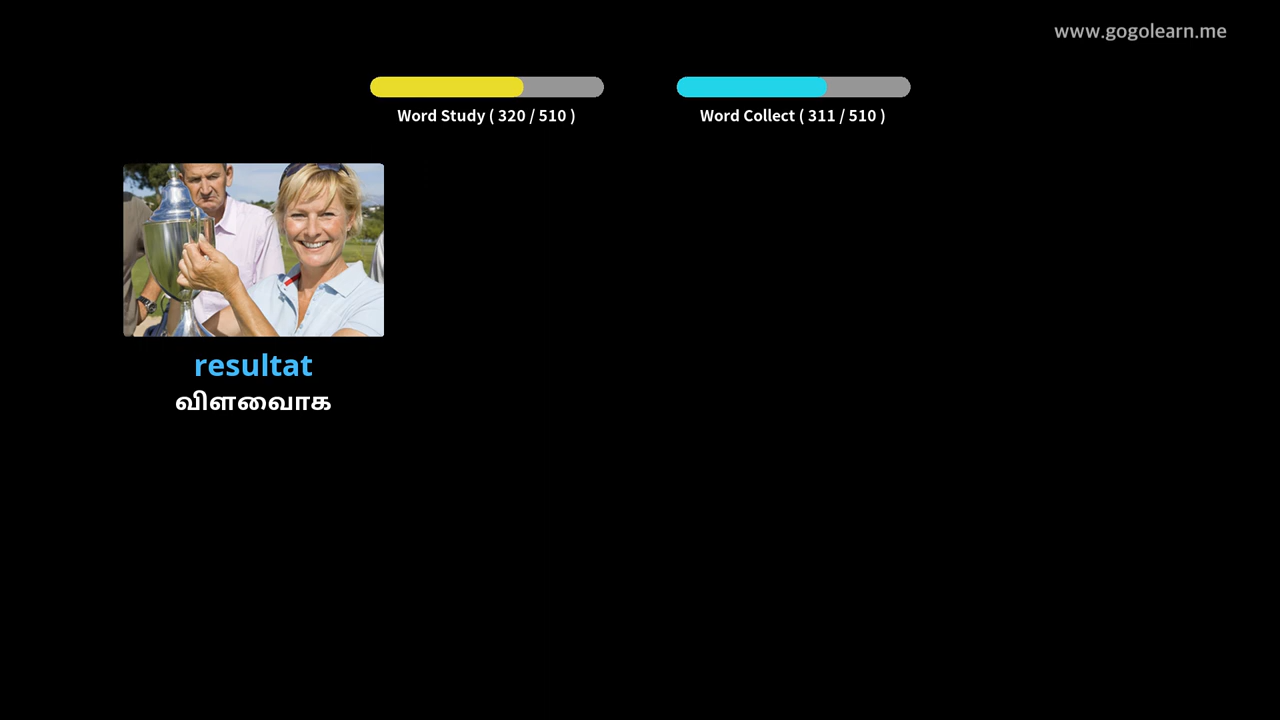 www.gogolearn.me
Word Study ( 320 / 510 )
Word Collect ( 311 / 510 )
resultat
விளைவாக